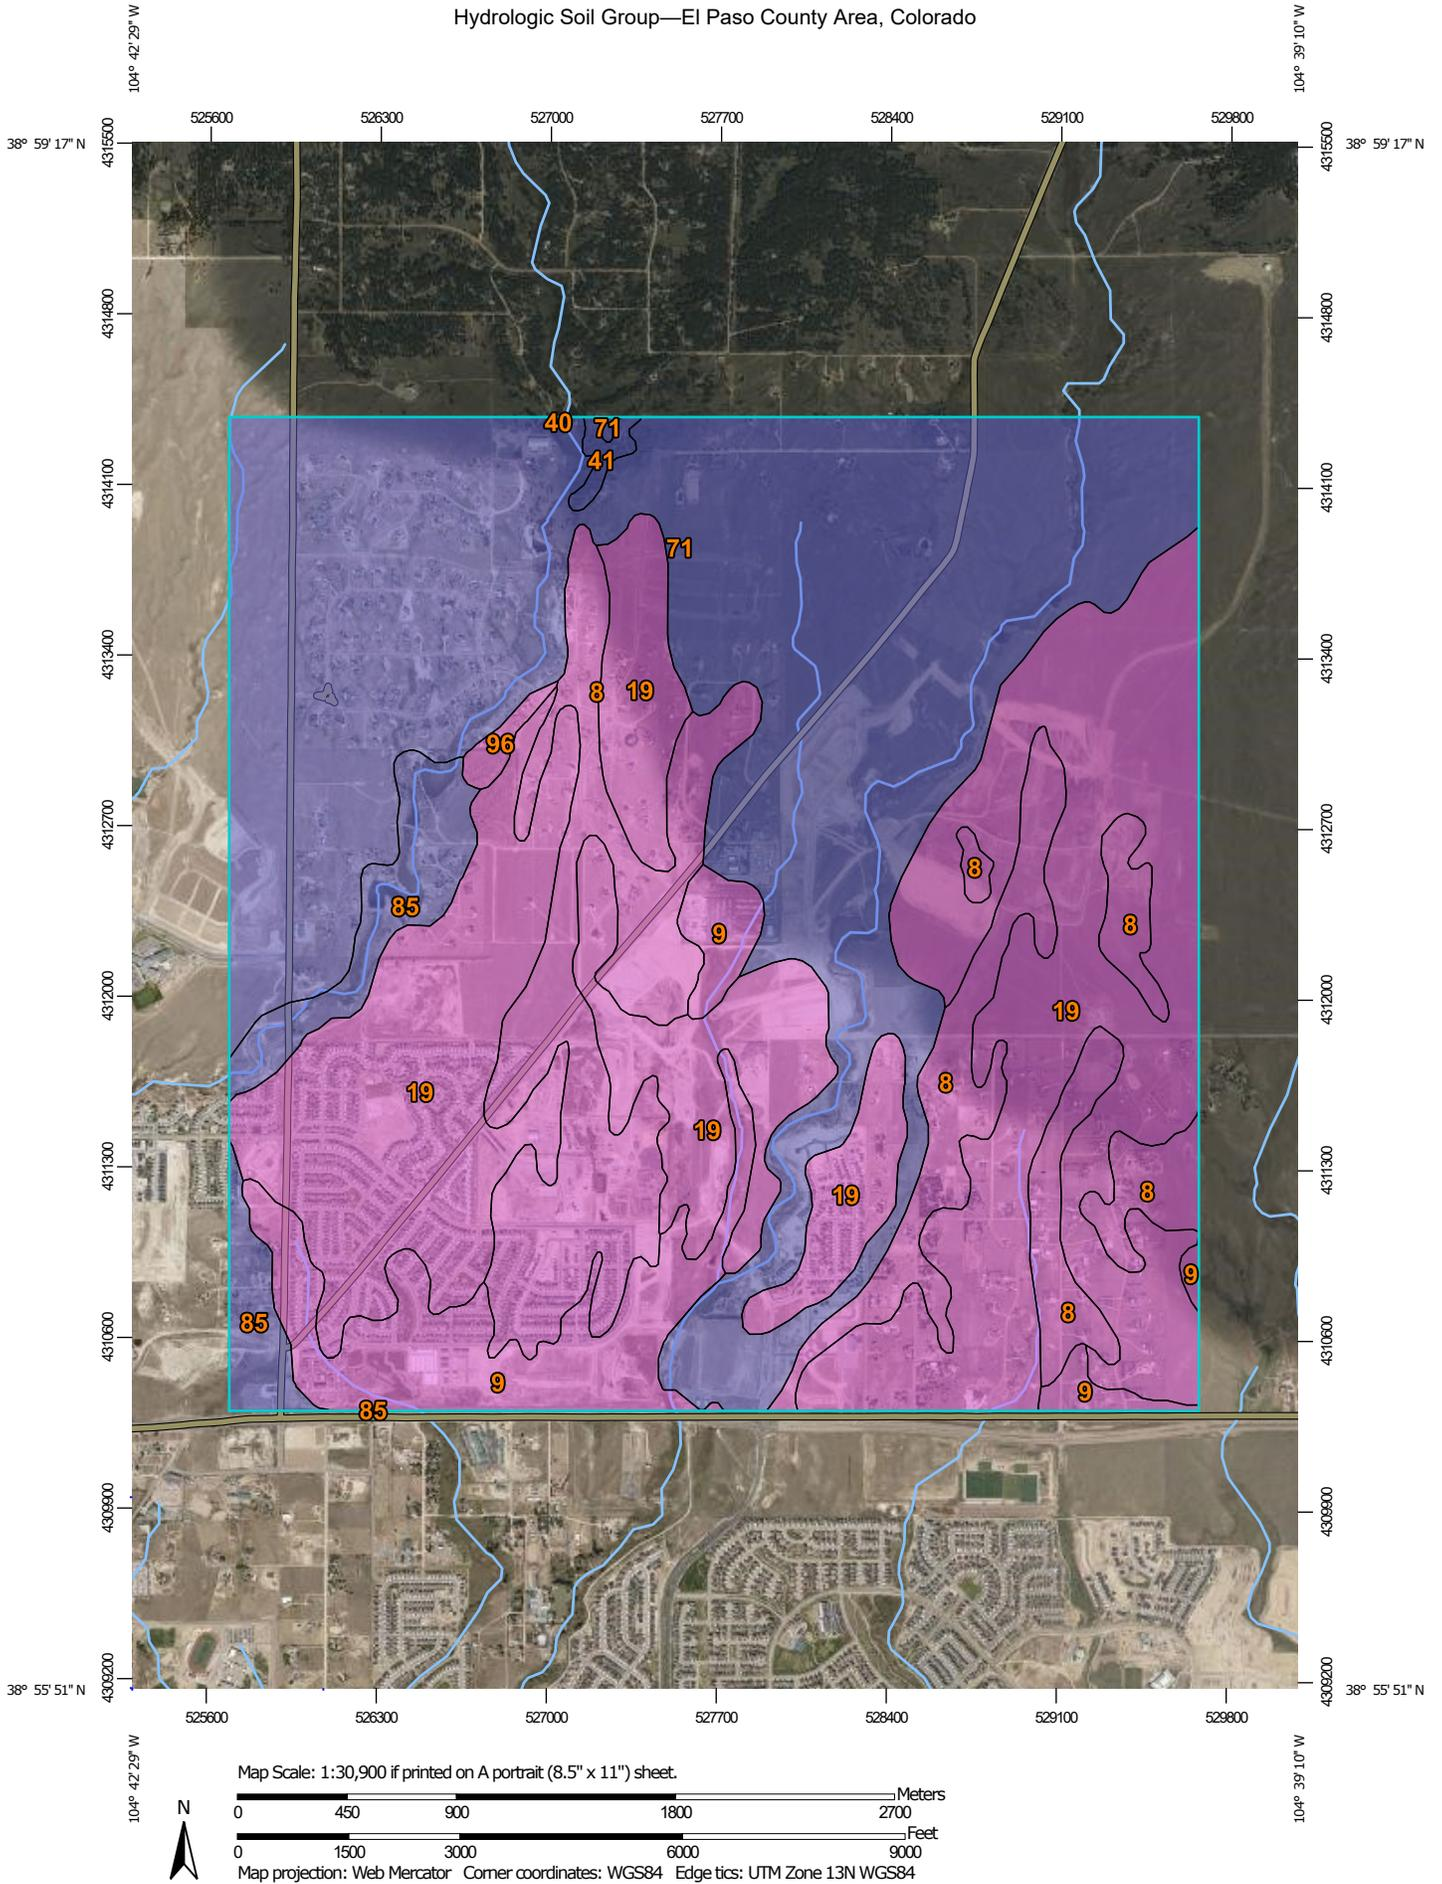 Hydrologic Soil Group—El Paso County Area, Colorado
104° 42' 29" W
104° 39' 10" W
525600 526300 527000 527700 528400 529100 529800
38° 59' 17" N
38° 59' 17" N
4315500
4315500
4314800
4314800
40
71
41
4314100
4314100
71
4313400
4313400
8
19
96
4312700
4312700
8
85
9
8
4312000
4312000
19
19
8
19
4311300
4311300
19
8
9
8
85
4310600
4310600
9
9
85
4309900
4309900
4309200
4309200
38° 55' 51" N
38° 55' 51" N
525600 526300 527000 527700 528400 529100 529800
104° 42' 29" W
104° 39' 10" W
Map Scale: 1:30,900 if printed on A portrait (8.5" x 11") sheet.
N
Meters
0 450 900 1800 2700
Feet
0 1500 3000 6000 9000
Map projection: Web Mercator Corner coordinates: WGS84 Edge tics: UTM Zone 13N WGS84